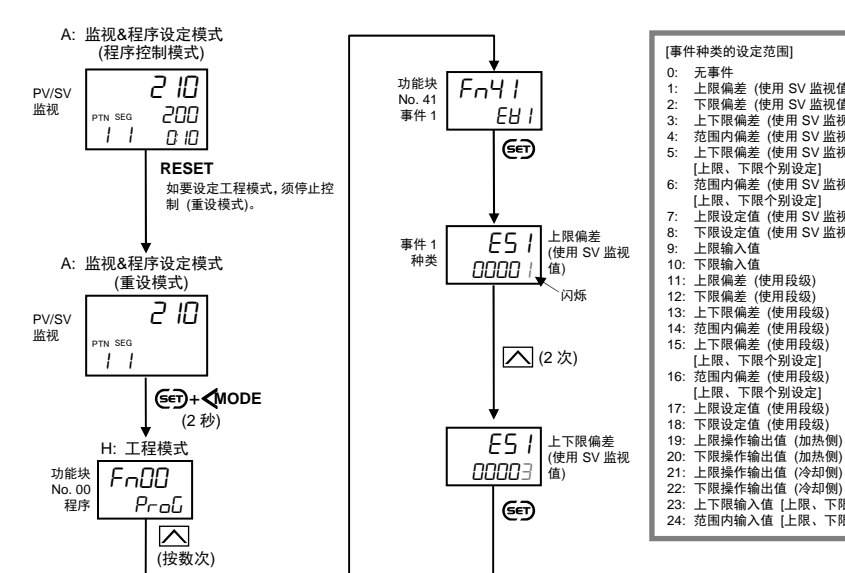 A: 监视&程序设定模式
(程序控制模式)
PV/SV
监视
210
PTN SEG
200
1 1
0:10
RESET
如要设定工程模式，须停止控
制 (重设模式)。
A: 监视&程序设定模式
(重设模式)
PV/SV
监视
210
PTN SEG
1 1
SET+<MODE
(2 秒)
H: 工程模式
功能块
No. 00
程序
Fn00
ProG
(按数次)
功能块
No. 41
事件 1
Fn41
EV1
SET
事件 1
种类
ES1
00001
上限偏差
(使用 SV 监视
值)
闪烁
(2 次)
ES1
00003
上下限偏差
(使用 SV 监视
值)
SET
[事件种类的设定范围]
0: 无事件
1: 上限偏差 (使用 SV 监视值
2: 下限偏差 (使用 SV 监视值
3: 上下限偏差 (使用 SV 监视
4: 范围内偏差 (使用 SV 监视
5: 上下限偏差 (使用 SV 监视
[上限、下限个别设定]
6: 范围内偏差 (使用 SV 监视
[上限、下限个别设定]
7: 上限设定值 (使用 SV 监视
8: 下限设定值 (使用 SV 监视
9: 上限输入值
10: 下限输入值
11: 上限偏差 (使用段级)
12: 下限偏差 (使用段级)
13: 上下限偏差 (使用段级)
14: 范围内偏差 (使用段级)
15: 上下限偏差 (使用段级)
[上限、下限个别设定]
16: 范围内偏差 (使用段级)
[上限、下限个别设定]
17: 上限设定值 (使用段级)
18: 下限设定值 (使用段级)
19: 上限操作输出值 (加热侧)
20: 下限操作输出值 (加热侧)
21: 上限操作输出值 (冷却侧)
22: 下限操作输出值 (冷却侧)
23: 上下限输入值 [上限、下限
24: 范围内输入值 [上限、下限